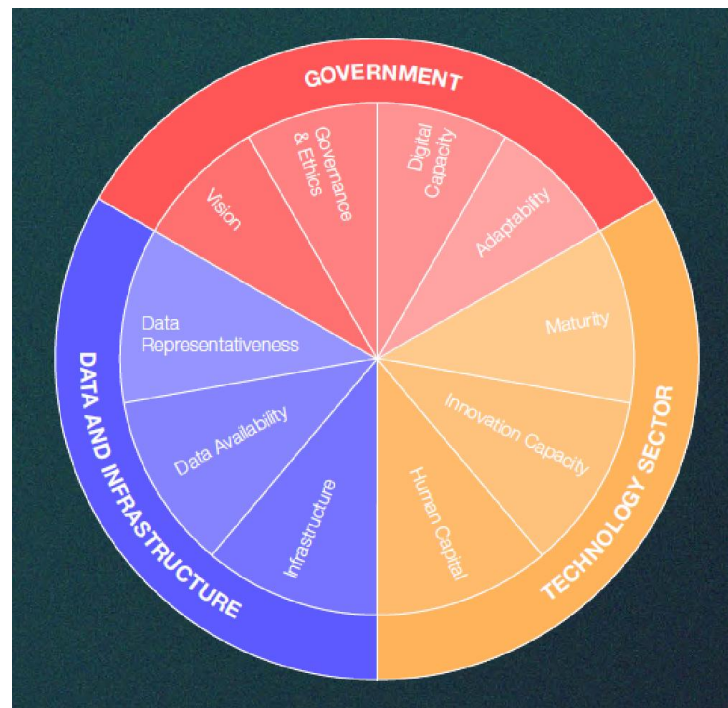 GOVERNMENT
Vision
Governance
& Ethics
Digital
Capacity
Adaptability
DATA AND INFRASTRUCTURE
Data
Representativeness
Data Availability
Infrastructure
TECHNOLOGY SECTOR
Maturity
Innovation Capacity
Human Capital